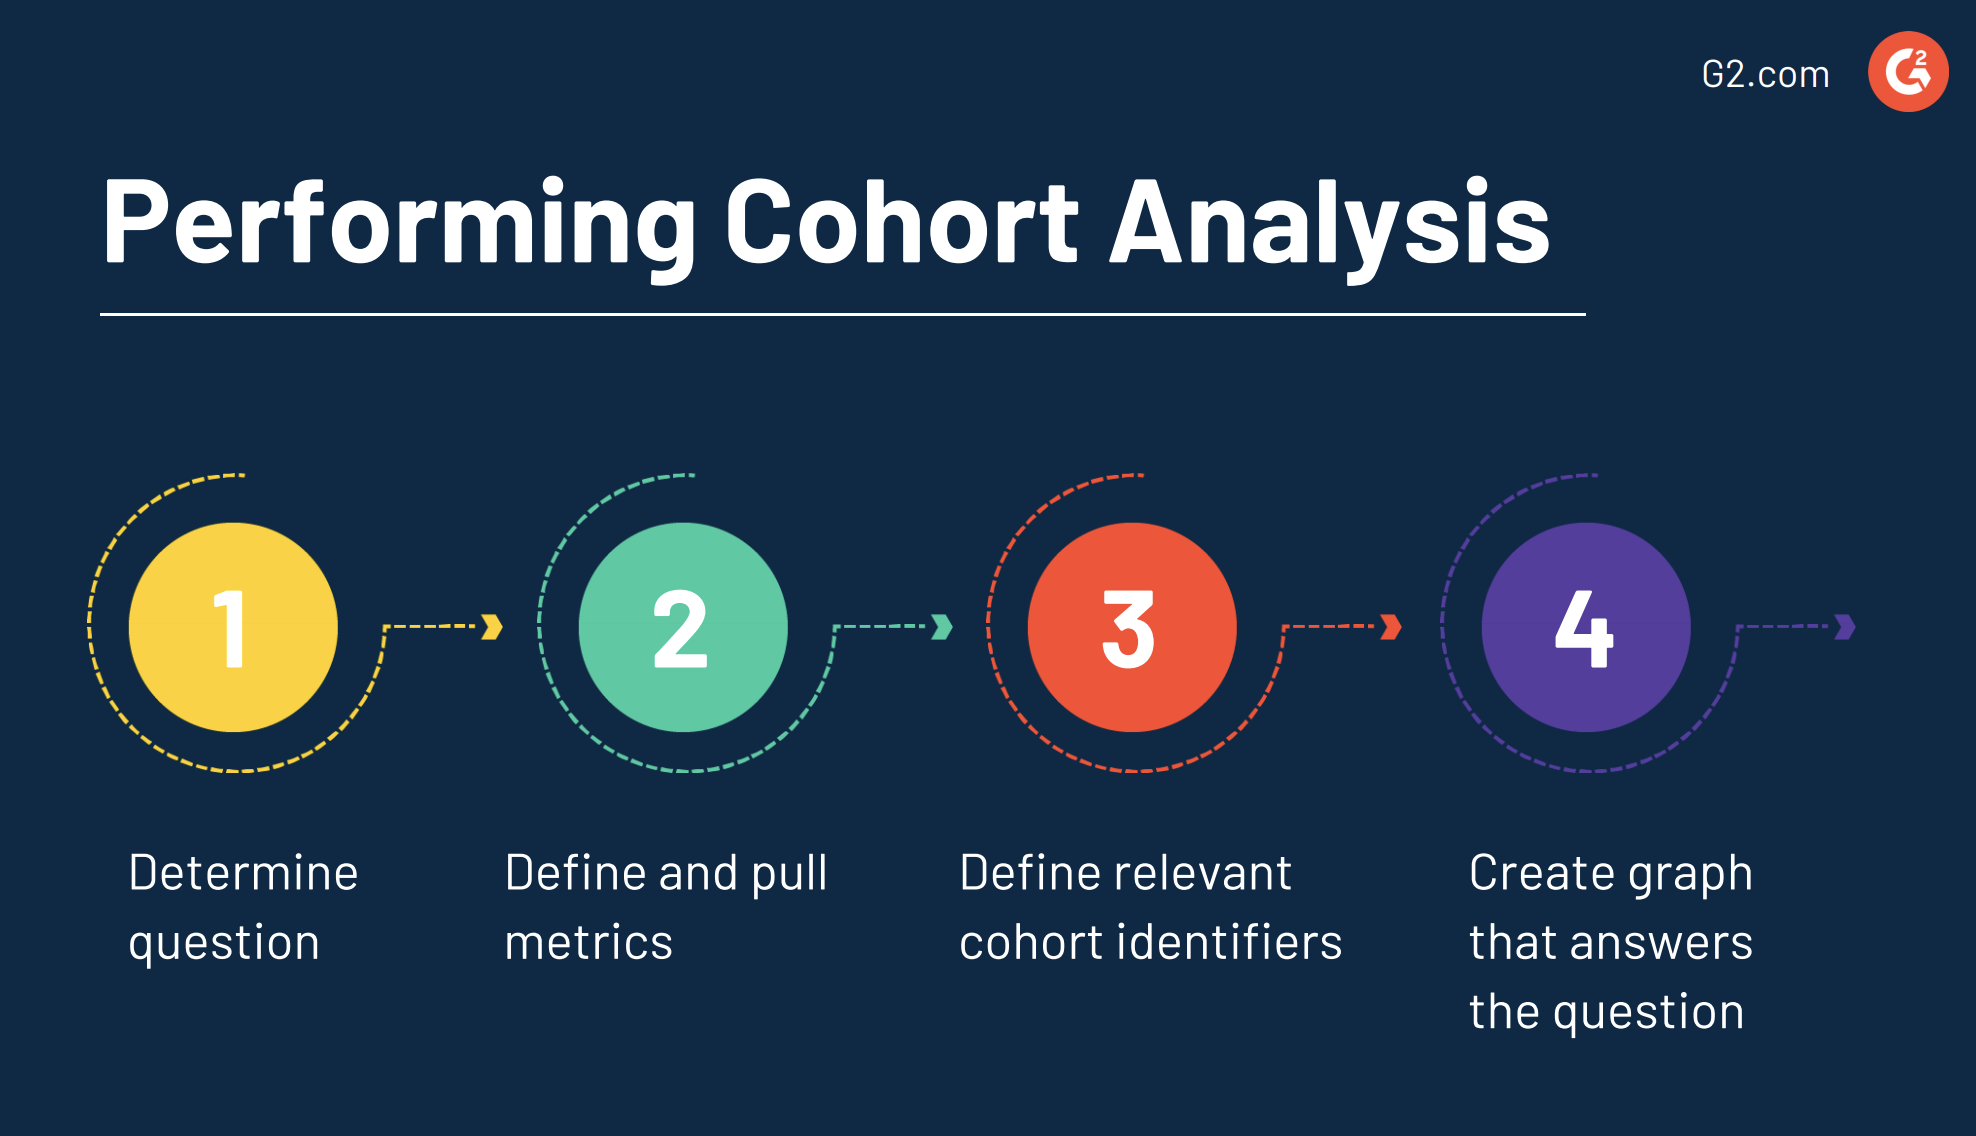 G2.com
Performing Cohort Analysis
1
2
3
4
Determine
question
Define and pull
metrics
Define relevant
cohort identifiers
Create graph
that answers
the question